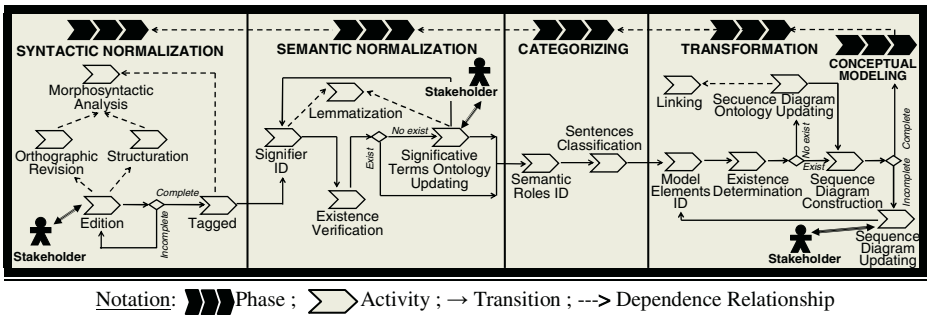 SYNTACTIC NORMALIZATION
Morphosyntactic
Analysis
Orthographic
Revision
Structuration
Complete
Edition
Incomplete
Tagged
Stakeholder
SEMANTIC NORMALIZATION
Stakeholder
Lemmatization
Signifier
ID
No exist
Exist
Significative
Terms Ontology
Updating
Existence
Verification
CATEGORIZING
Sentences
Classification
Semantic
Roles ID
TRANSFORMATION
CONCEPTUAL
MODELING
Linking
Secuence Diagram
Ontology Updating
No exist
Exist
Complete
Incomplete
Model
Elements
ID
Existence
Determination
Sequence
Diagram
Construction
Stakeholder
Sequence
Diagram
Updating
Notation: Phase ; Activity ; → Transition ; ---> Dependence Relationship